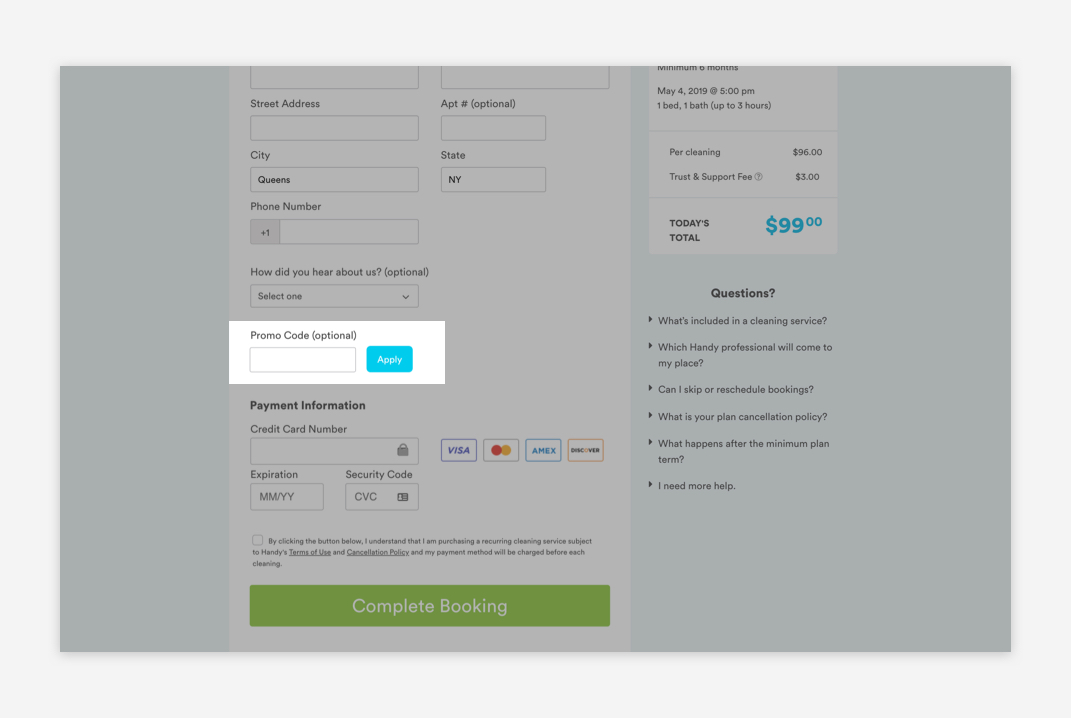 Street Address
Apt # (optional)
City
State
Queens
NY
Phone Number
+1
How did you hear about us? (optional)
Select one
Promo Code (optional)
Apply
Payment Information
Credit Card Number
VISA
AMEX
DISCOVER
Expiration
Security Code
MM/YY
CVC
By clicking the button below, I understand that I am purchasing a recurring cleaning service subject
to Handy's Terms of Use and Cancellation Policy and my payment method will be charged before each
cleaning.
Complete Booking
Minimum 6 months
May 4, 2019 @ 5:00 pm
1 bed, 1 bath (up to 3 hours)
Per cleaning
$96.00
Trust & Support Fee ?
$3.00
TODAY'S
TOTAL
$99 00
Questions?
What's included in a cleaning service?
Which Handy professional will come to
my place?
Can I skip or reschedule bookings?
What is your plan cancellation policy?
What happens after the minimum plan
term?
I need more help.